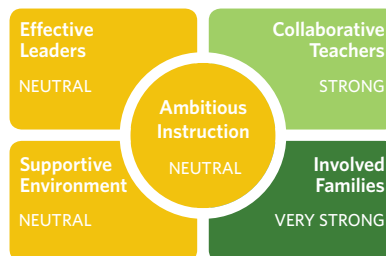 Effective
Leaders
NEUTRAL
Collaborative
Teachers
STRONG
Ambitious
Instruction
NEUTRAL
Supportive
Environment
NEUTRAL
Involved
Families
VERY STRONG